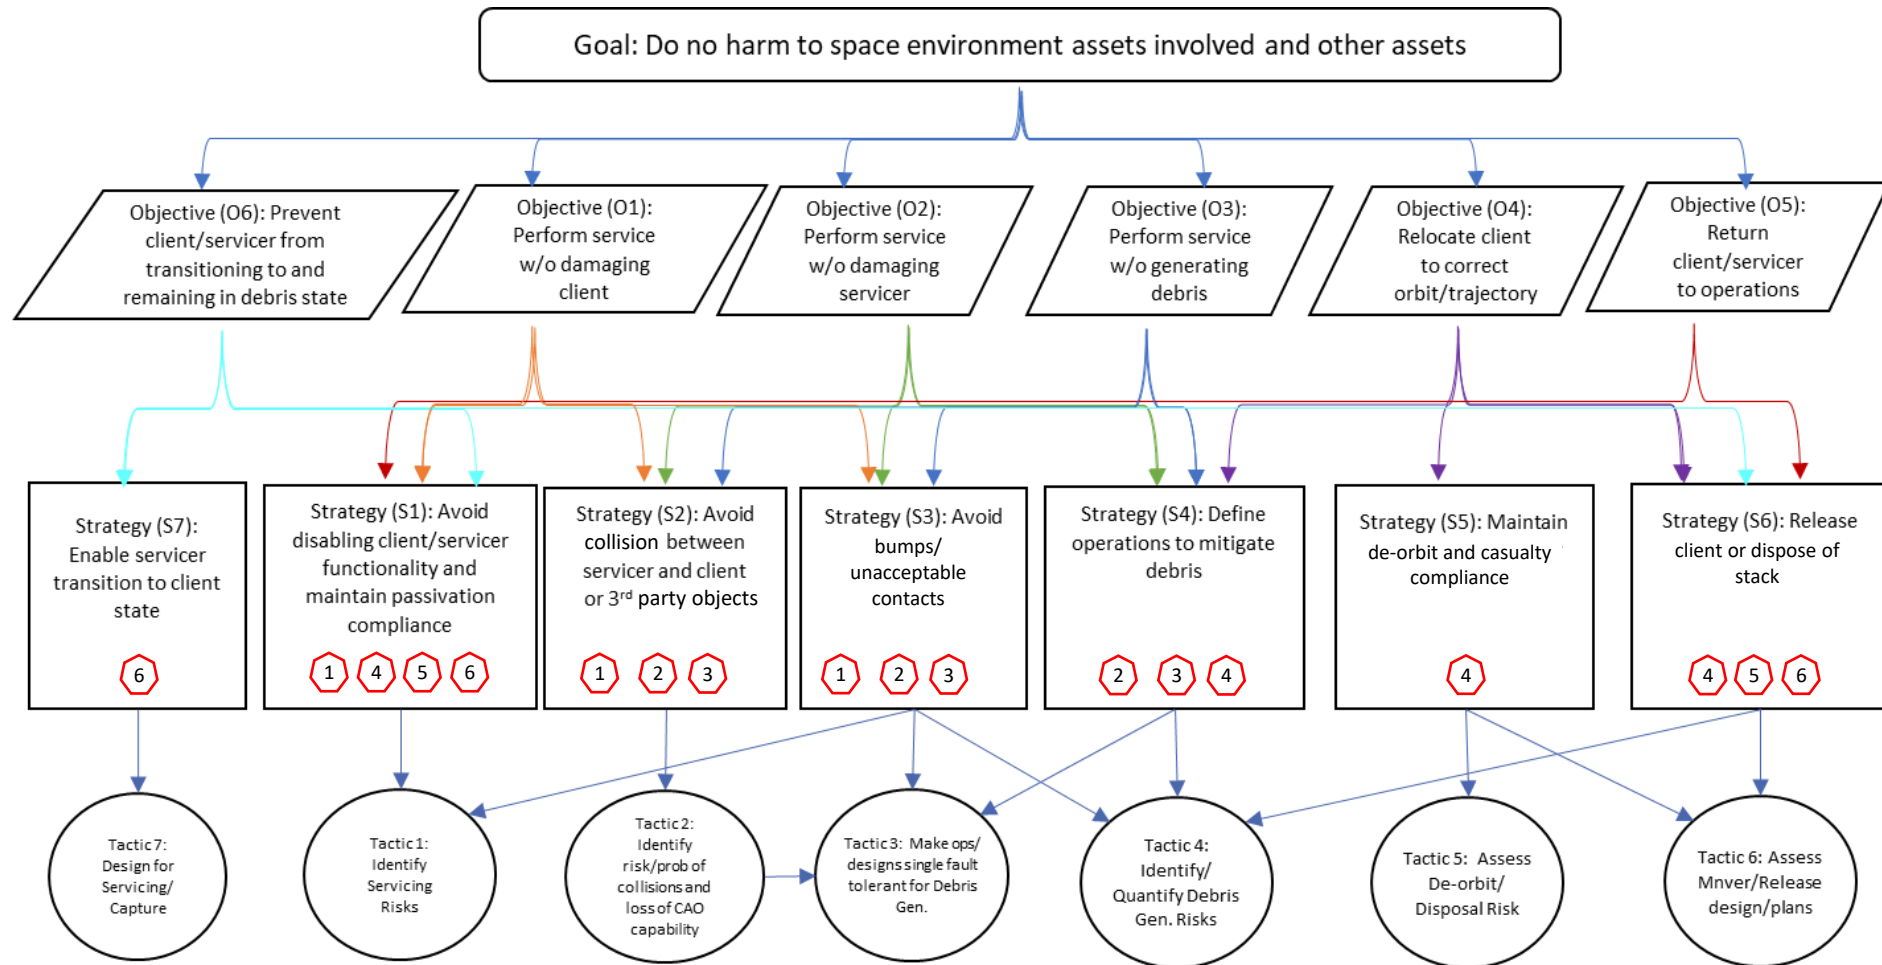 Goal: Do no harm to space environment assets involved and other assets
Objective (O6): Prevent
client/servicer from
transitioning to and
remaining in debris state
Objective (O1):
Perform service
w/o damaging
client
Objective (O2):
Perform service
w/o damaging
servicer
Objective (O3):
Perform service
w/o generating
debris
Objective (O4):
Relocate client
to correct
orbit/trajectory
Objective (O5):
Return
client/servicer
to operations
Strategy (S7):
Enable servicer
transition to client
state
6
Strategy (S1): Avoid
disabling client/servicer
functionality and
maintain passivation
compliance
1 4 5 6
Strategy (S2): Avoid
collision between
servicer and client
or 3rd party objects
1 2 3
Strategy (S3): Avoid
bumps/
unacceptable
contacts
1 2 3
Strategy (S4): Define
operations to mitigate
debris
2 3 4
Strategy (S5): Maintain
de-orbit and casualty
compliance
4
Strategy (S6): Release
client or dispose of
stack
4 5 6
Tactic 7:
Design for
Servicing/
Capture
Tactic 1:
Identify
Servicing
Risks
Tactic 2:
Identify
risk/prob of
collisions and
loss of CAO
capability
Tactic 3: Make ops/
designs single fault
tolerant for Debris
Gen.
Tactic 4:
Identify/
Quantify Debris
Gen. Risks
Tactic 5: Assess
De-orbit/
Disposal Risk
Tactic 6: Assess
Mnver/Release
design/plans